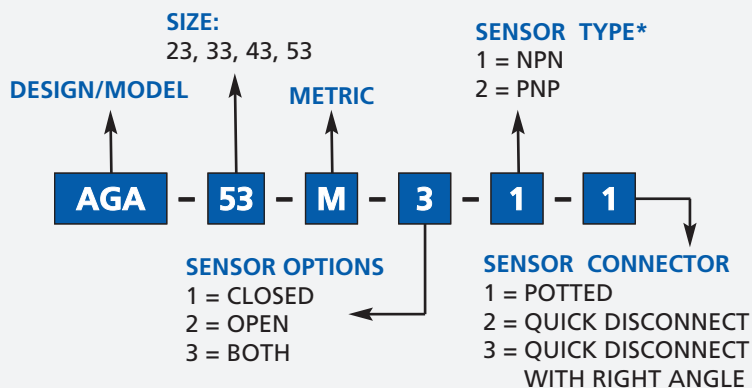 SIZE:
23, 33, 43, 53
SENSOR TYPE*
1 = NPN
2 = PNP
DESIGN/MODEL
METRIC
AGA - 53 - M - 3 - 1 - 1
SENSOR OPTIONS
1 = CLOSED
2 = OPEN
3 = BOTH
SENSOR CONNECTOR
1 = POTTED
2 = QUICK DISCONNECT
3 = QUICK DISCONNECT
WITH RIGHT ANGLE